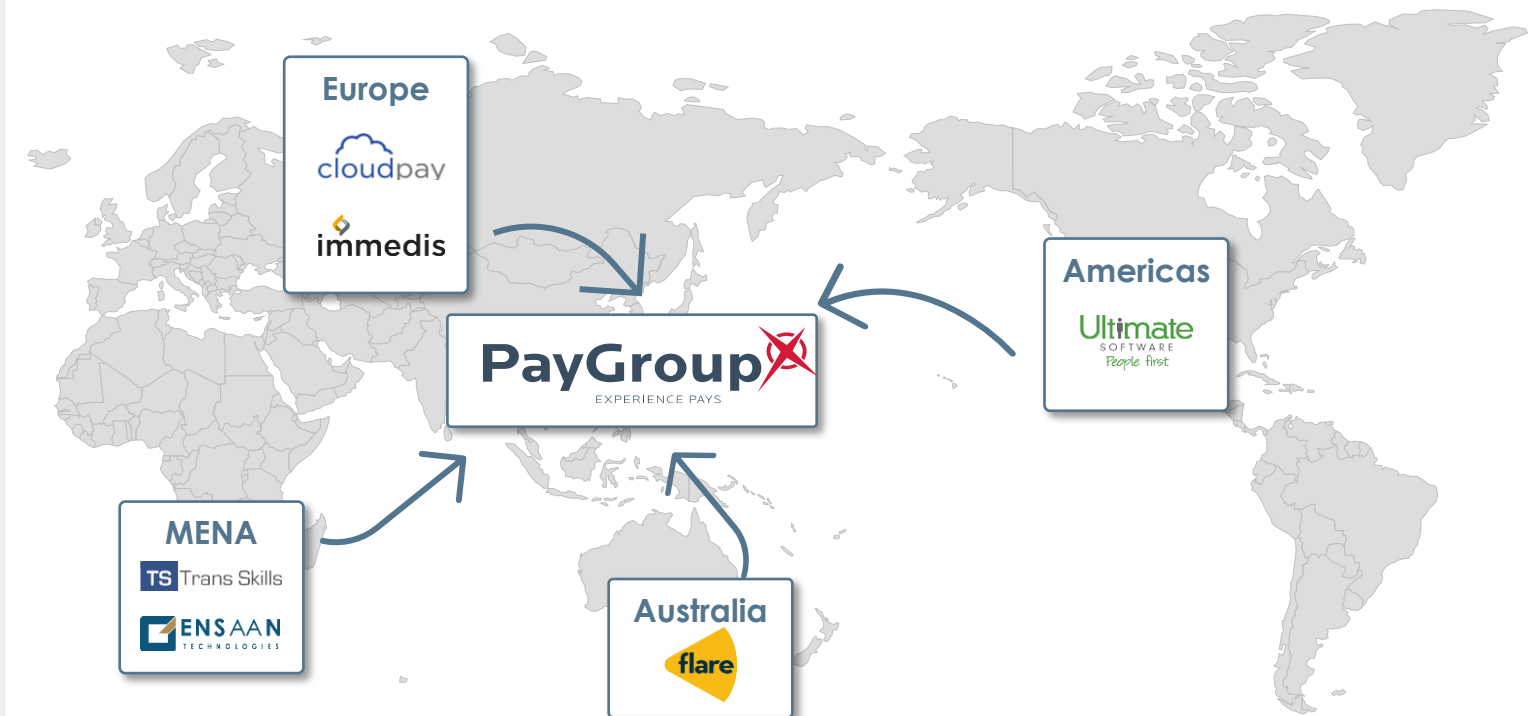 Europe
cloudpay
immedis
Americas
Ultimate
SOFTWARE
People first.
PayGroup
EXPERIENCE PAYS
MENA
TS Trans Skills
ENSAAN
TECHNOLOGIES
Australia
flare